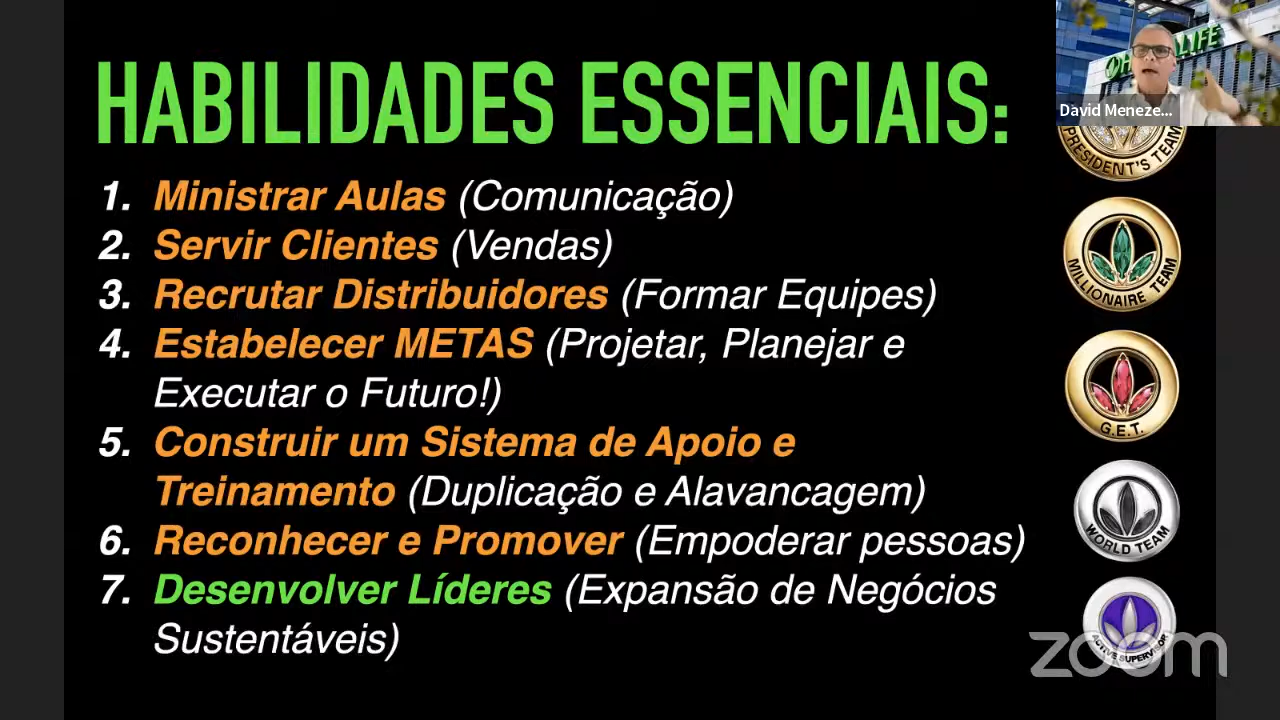 HABILIDADES ESSENCIAIS:
1. Ministrar Aulas (Comunicação)
2. Servir Clientes (Vendas)
3. Recrutar Distribuidores (Formar Equipes)
4. Estabelecer METAS (Projetar, Planejar e
Executar o Futuro!)
5. Construir um Sistema de Apoio e
Treinamento (Duplicação e Alavancagem)
6. Reconhecer e Promover (Empoderar pessoas)
7. Desenvolver Líderes (Expansão de Negócios
Sustentáveis)
David Meneze...
PRESIDENT'S TEAM
MILLIONAIRE TEAM
G.E.T.
WORLD TEAM
ACTIVE SUPERVISOR
zoom